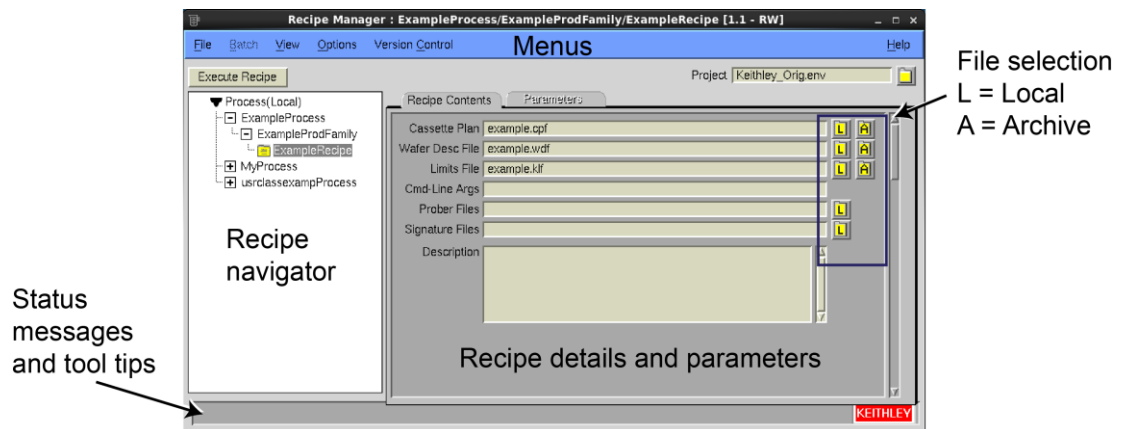 Recipe Manager : ExampleProcess/ExampleProdFamily/ExampleRecipe [1.1 - RW]
File Batch View Options Version Control Menus Help
Execute Recipe
Project Keithley_Orig.env
Process(Local)
ExampleProcess
ExampleProdFamily
ExampleRecipe
MyProcess
usrclassexampProcess
Recipe
navigator
Recipe Contents Parameters
Cassette Plan example.cpf L A
Wafer Desc File example.wdf L A
Limits File example.klf L A
Cmd-Line Args
Prober Files L
Signature Files L
Description
Recipe details and parameters
KEITHLEY
File selection
L = Local
A = Archive
Status
messages
and tool tips